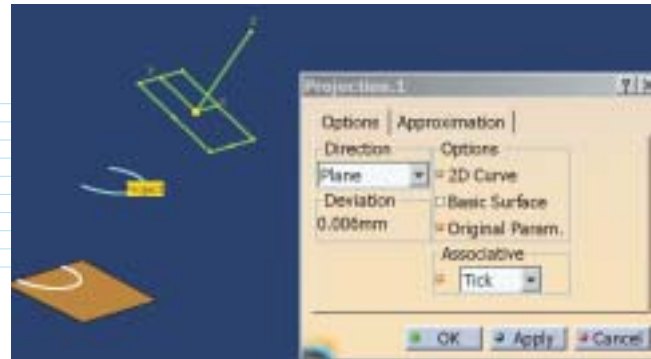 Projection.1
Options
Approximation
Direction
Options
Plane
2D Curve
Deviation
Basic Surface
0.006mm
Original Param.
Associative
Tick
OK
Apply
Cancel